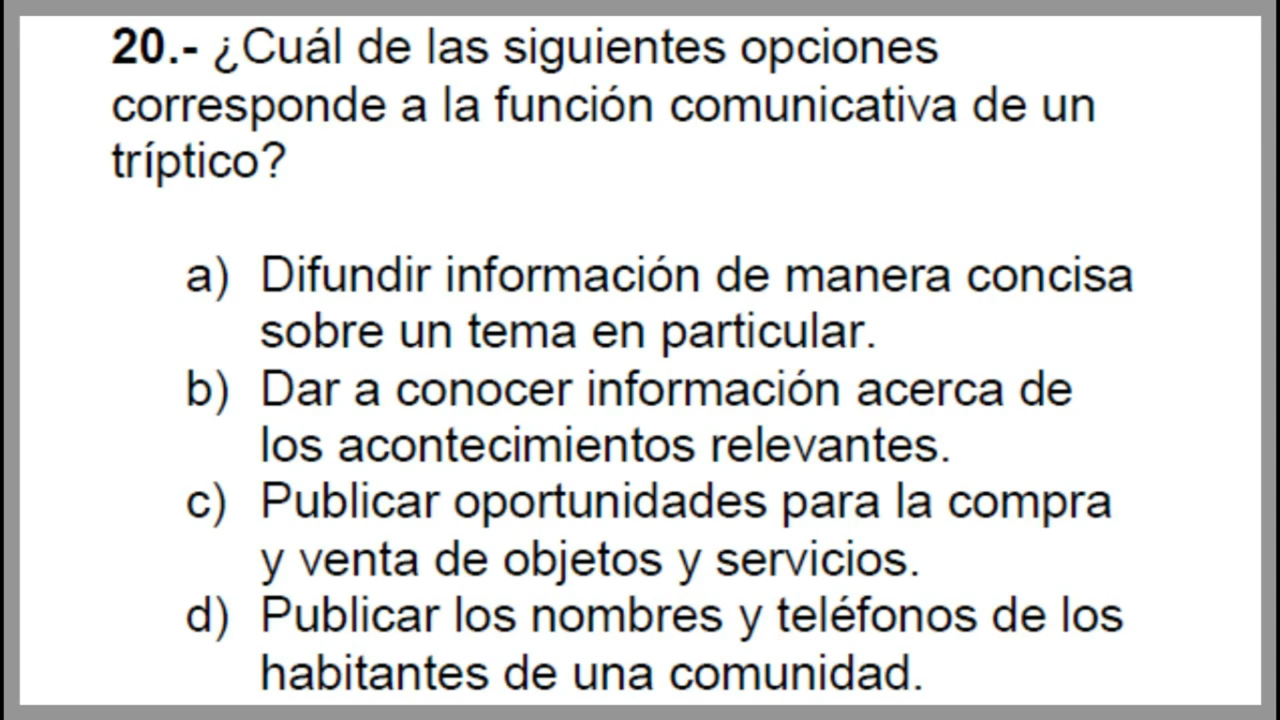 20.- ¿Cuál de las siguientes opciones
corresponde a la función comunicativa de un
tríptico?
a) Difundir información de manera concisa
sobre un tema en particular.
b) Dar a conocer información acerca de
los acontecimientos relevantes.
c) Publicar oportunidades para la compra
y venta de objetos y servicios.
d) Publicar los nombres y teléfonos de los
habitantes de una comunidad.